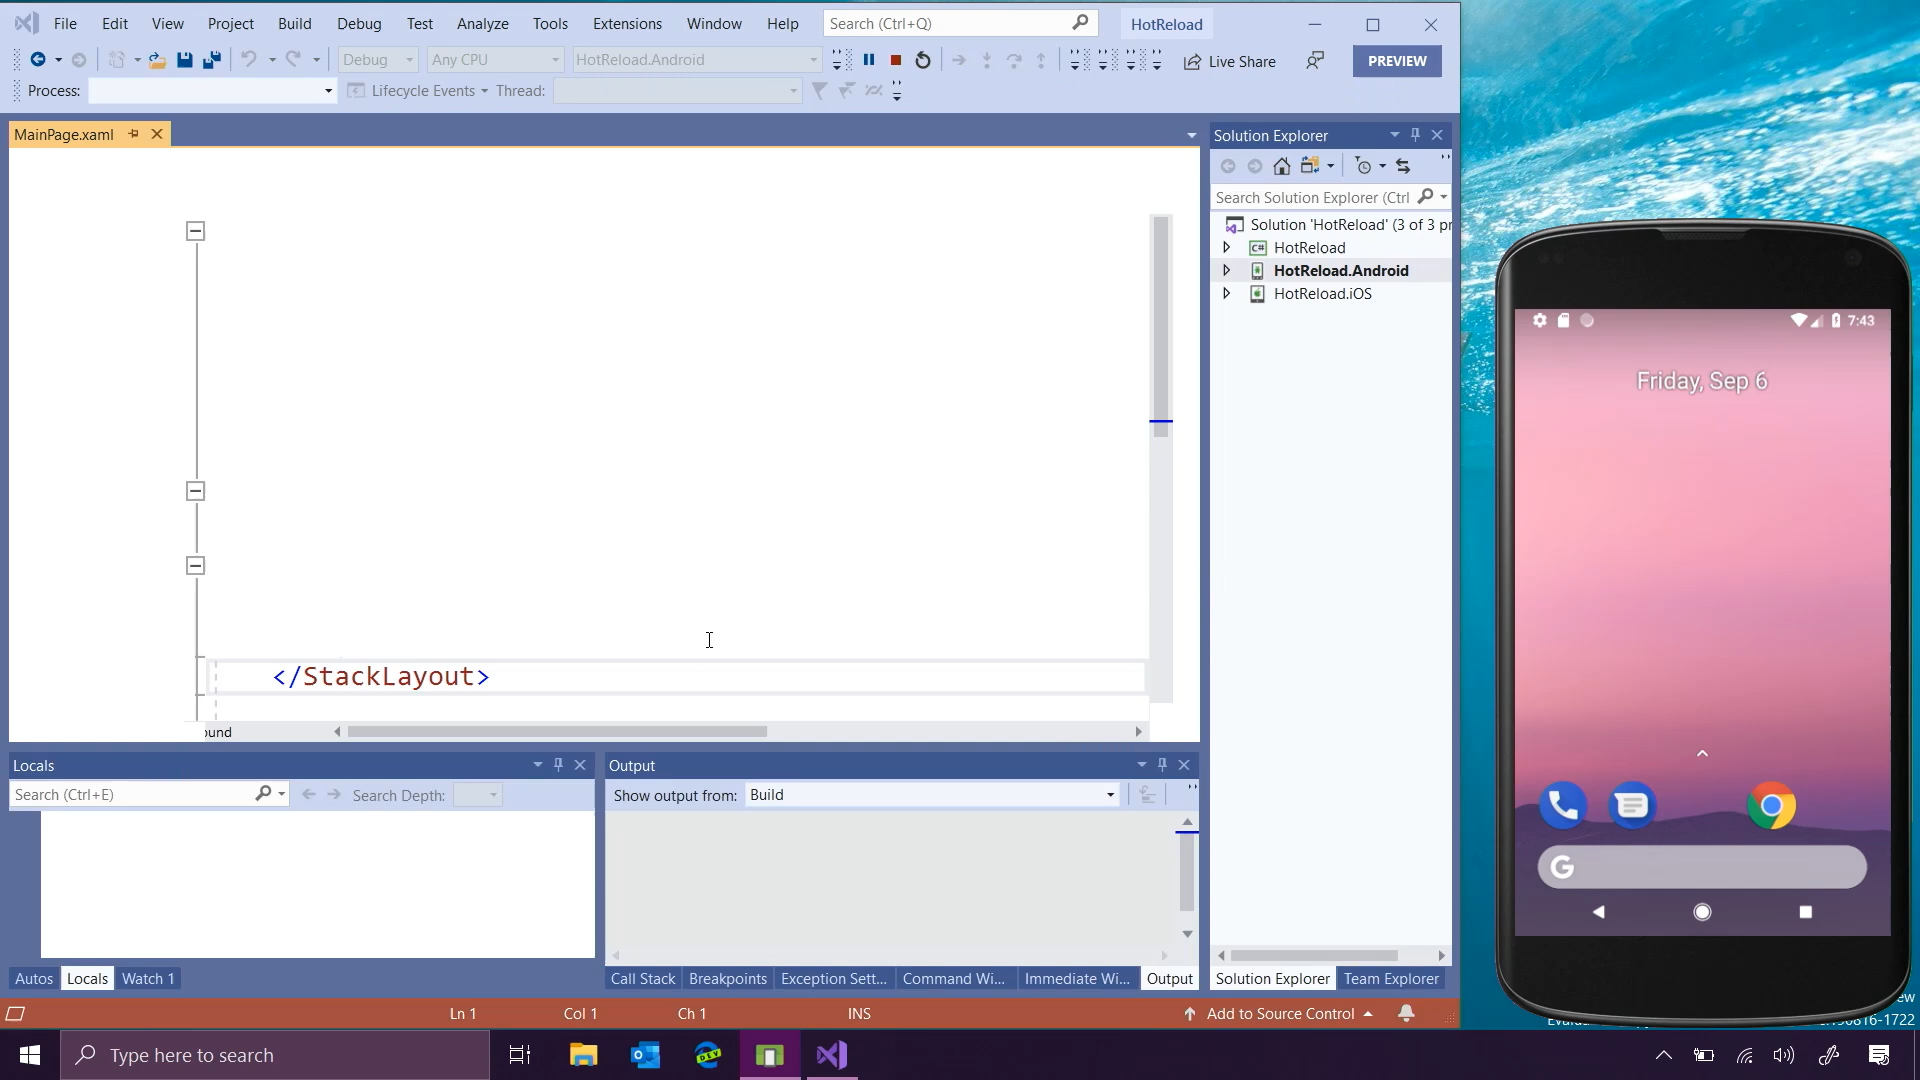 File Edit View Project Build Debug Test Analyze Tools Extensions Window Help Search (Ctrl+Q) HotReload
Debug Any CPU HotReload.Android Live Share PREVIEW
Process: Lifecycle Events Thread:
MainPage.xaml
</StackLayout>
ound
Solution Explorer
Search Solution Explorer (Ctrl
Solution 'HotReload' (3 of 3 pr
C# HotReload
HotReload.Android
HotReload.iOS
Locals
Search (Ctrl+E) Search Depth:
Autos Locals Watch 1
Output
Show output from: Build
Call Stack Breakpoints Exception Sett... Command Wi... Immediate Wi... Output
Solution Explorer Team Explorer
Ln 1 Col 1 Ch 1 INS Add to Source Control
7:43
Friday, Sep 6
G
Type here to search
DEV